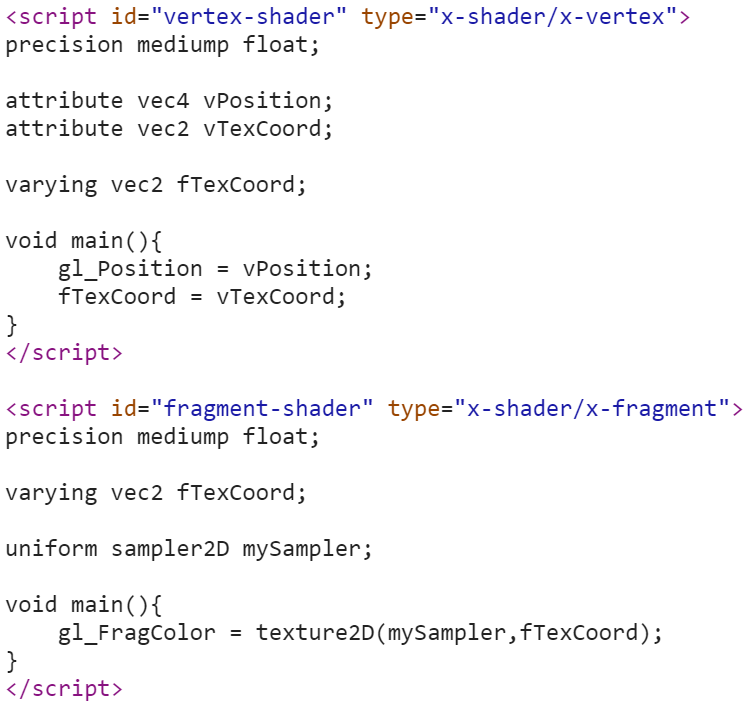 <script id="vertex-shader" type="x-shader/x-vertex">
precision mediump float;
attribute vec4 vPosition;
attribute vec2 vTexCoord;
varying vec2 fTexCoord;
void main(){
    gl_Position = vPosition;
    fTexCoord = vTexCoord;
}
</script>
<script id="fragment-shader" type="x-shader/x-fragment">
precision mediump float;
varying vec2 fTexCoord;
uniform sampler2D mySampler;
void main(){
    gl_FragColor = texture2D(mySampler,fTexCoord);
}
</script>